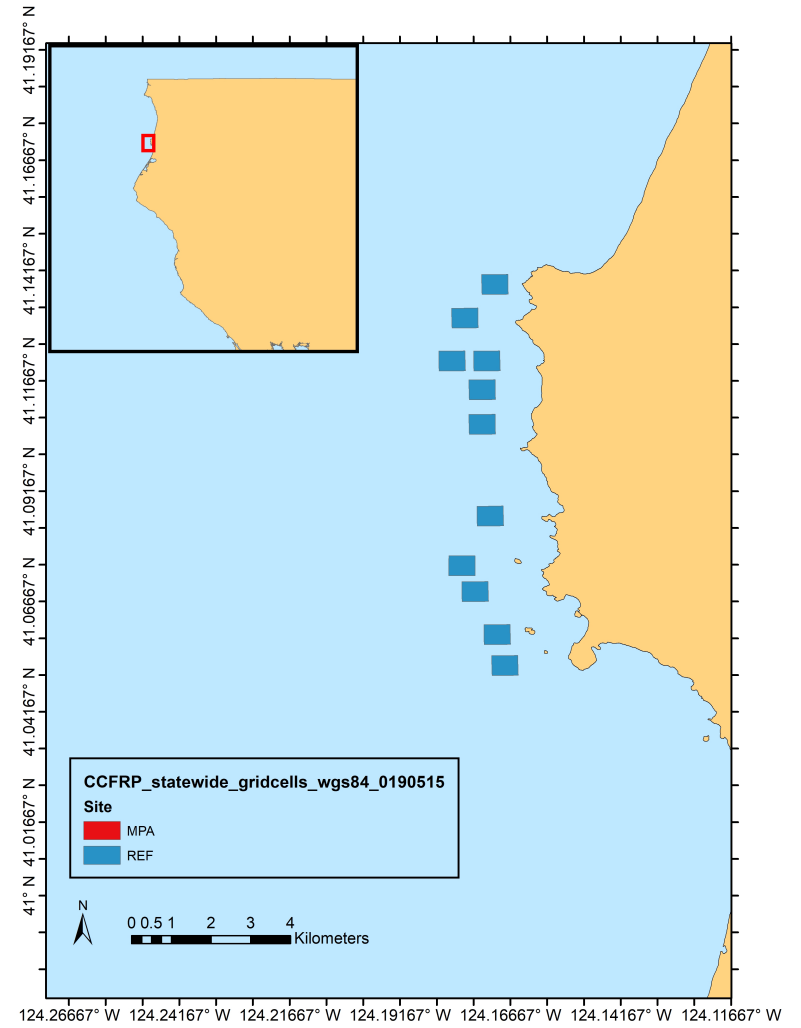 41.19167° N
41.16667° N
41.14167° N
41.11667° N
41.09167° N
41.06667° N
41.04167° N
41.01667° N
41° N
CCFRP_statewide_gridcells_wgs84_0190515
Site
MPA
REF
N
0 0.5 1 2 3 4
Kilometers
124.26667° W 124.24167° W 124.21667° W 124.19167° W 124.16667° W 124.14167° W 124.11667° W